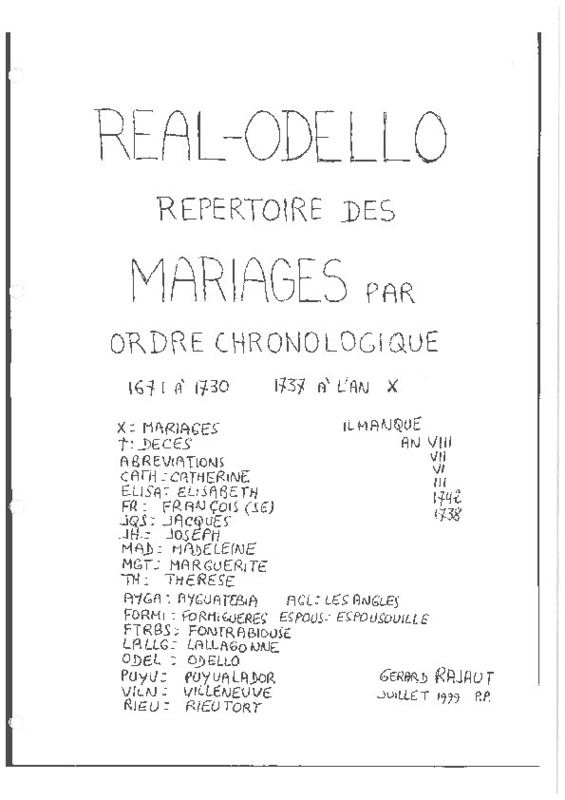 REAL-ODELLO
REPERTOIRE DES
MARIAGES PAR
ORDRE CHRONOLOGIQUE
1671 A' 1730 1737 A' L'AN X
X: MARIAGES
†: DECES
ABREVIATIONS
CATH: CATHERINE
ELISA: ELISABETH
FR: FRANÇOIS (SE)
JQS: JACQUES
JH: JOSEPH
MAD: MADELEINE
MGT: MARGUERITE
TH: THERESE
IL MANQUE
AN VIII
VII
VI
III
1742
1738
AYGA: AYGUATEBIA AGL: LES ANGLES
FORMI: FORMIGUERES ESPOUS: ESPOUSOUILLE
FTRBS: FONTRABIOUSE
LALLG: LALLAGONNE
ODEL: ODELLO
PUYV: PUYVALADOR
VILN: VILLENEUVE
RIEU: RIEUTORT
GERARD RAJAUT
JUILLET 1999 P.P.